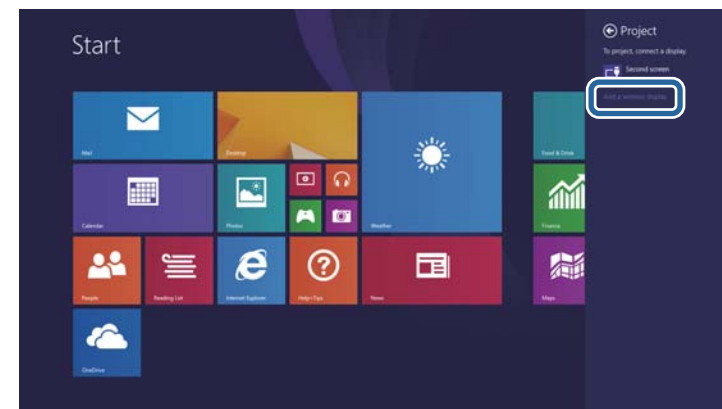 Start
Project
To project, connect a display
Second screen
Add a wireless display
Mail
Desktop
Food & Drink
Calendar
Photos
Weather
Finance
People
Reading List
Internet Explorer
Help+Tips
News
Maps
OneDrive